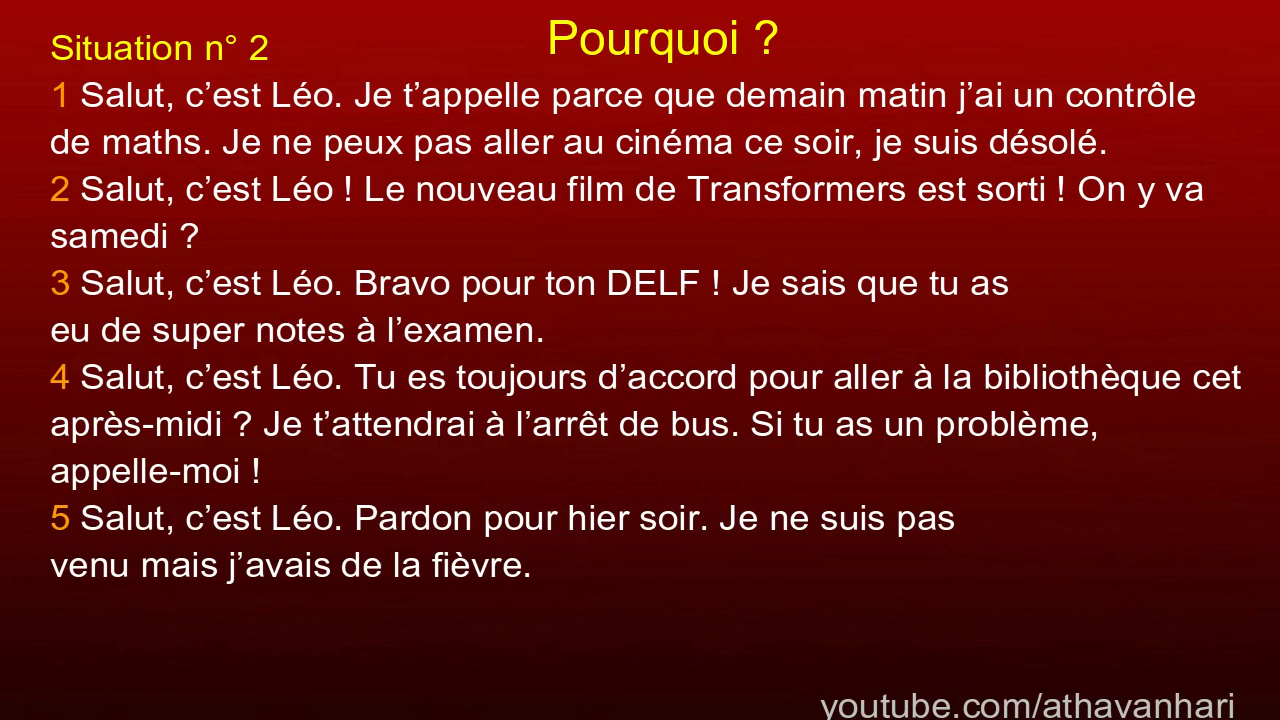 Pourquoi ?
Situation n° 2
1 Salut, c’est Léo. Je t’appelle parce que demain matin j’ai un contrôle
de maths. Je ne peux pas aller au cinéma ce soir, je suis désolé.
2 Salut, c’est Léo ! Le nouveau film de Transformers est sorti ! On y va
samedi ?
3 Salut, c’est Léo. Bravo pour ton DELF ! Je sais que tu as
eu de super notes à l’examen.
4 Salut, c’est Léo. Tu es toujours d’accord pour aller à la bibliothèque cet
après-midi ? Je t’attendrai à l’arrêt de bus. Si tu as un problème,
appelle-moi !
5 Salut, c’est Léo. Pardon pour hier soir. Je ne suis pas
venu mais j’avais de la fièvre.
youtube.com/athavanhari